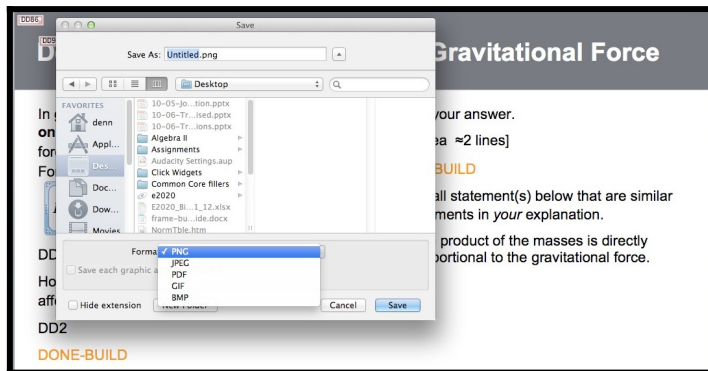 DD86
Save
DD9
Save As: Untitled.png
D
Gravitational Force
Desktop
FAVORITES
denn
Appl...
Des...
Doc...
Dow...
Movies
10-05-Jo...tion.pptx
10-06-Tr...ised.pptx
10-06-Tr...ions.pptx
Algebra II
Assignments
Audacity Settings.aup
Click Widgets
Common Core fillers
e2020
E2020_Bi...1_12.xlsx
frame-bu...ide.docx
NormTble.htm
In
on
for
Fo
your answer.
ea ≈2 lines]
BUILD
all statement(s) below that are similar
ments in your explanation.
product of the masses is directly
portional to the gravitational force.
Forma
PNG
JPEG
PDF
GIF
BMP
Save each graphic a
Hide extension
New Folder
Cancel
Save
DD
Ho
affe
DD2
DONE-BUILD